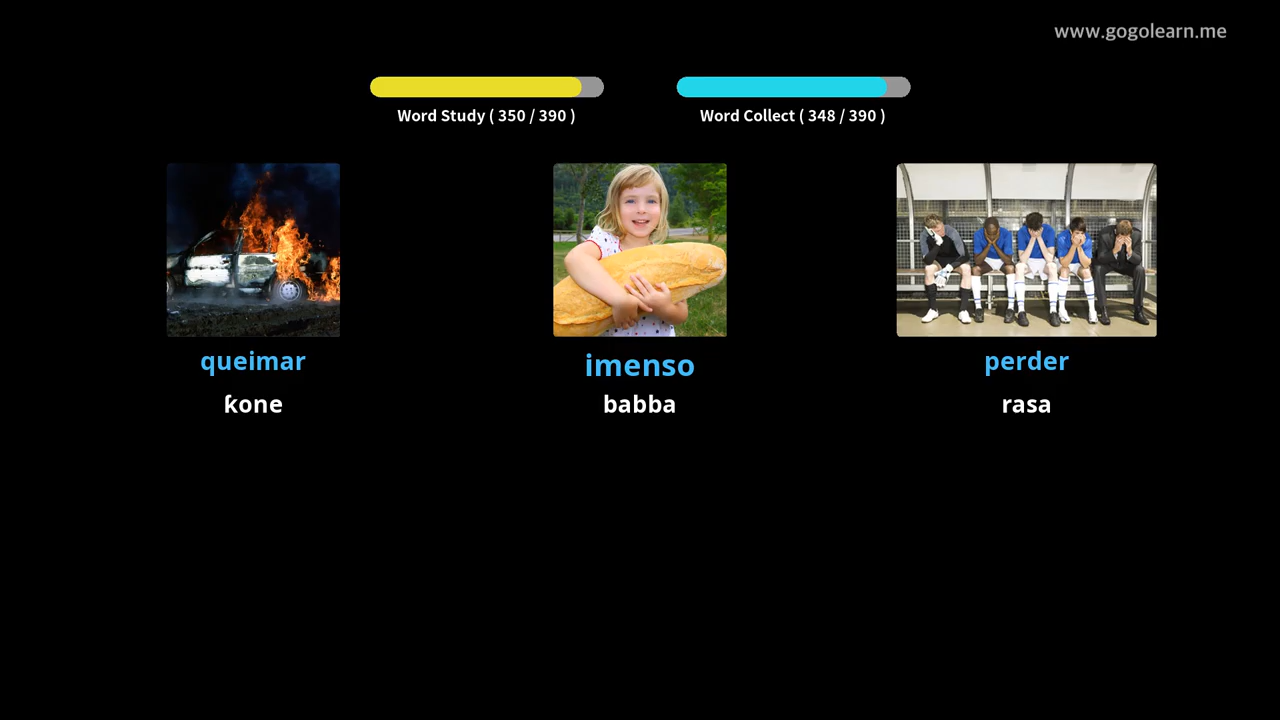 www.gogolearn.me
Word Study ( 350 / 390 )
Word Collect ( 348 / 390 )
queimar
imenso
perder
ƙone
babba
rasa